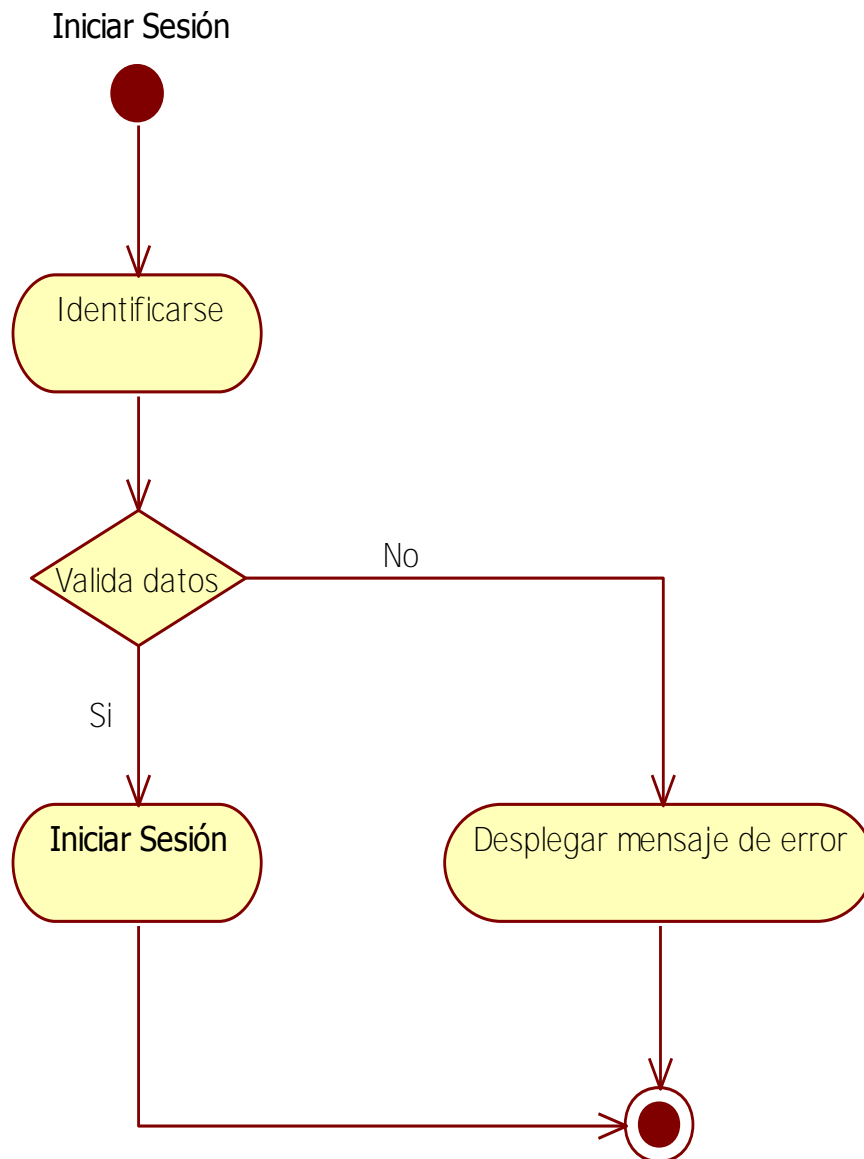 Iniciar Sesión
Identificarse
Valida datos
No
Si
Iniciar Sesión
Desplegar mensaje de error